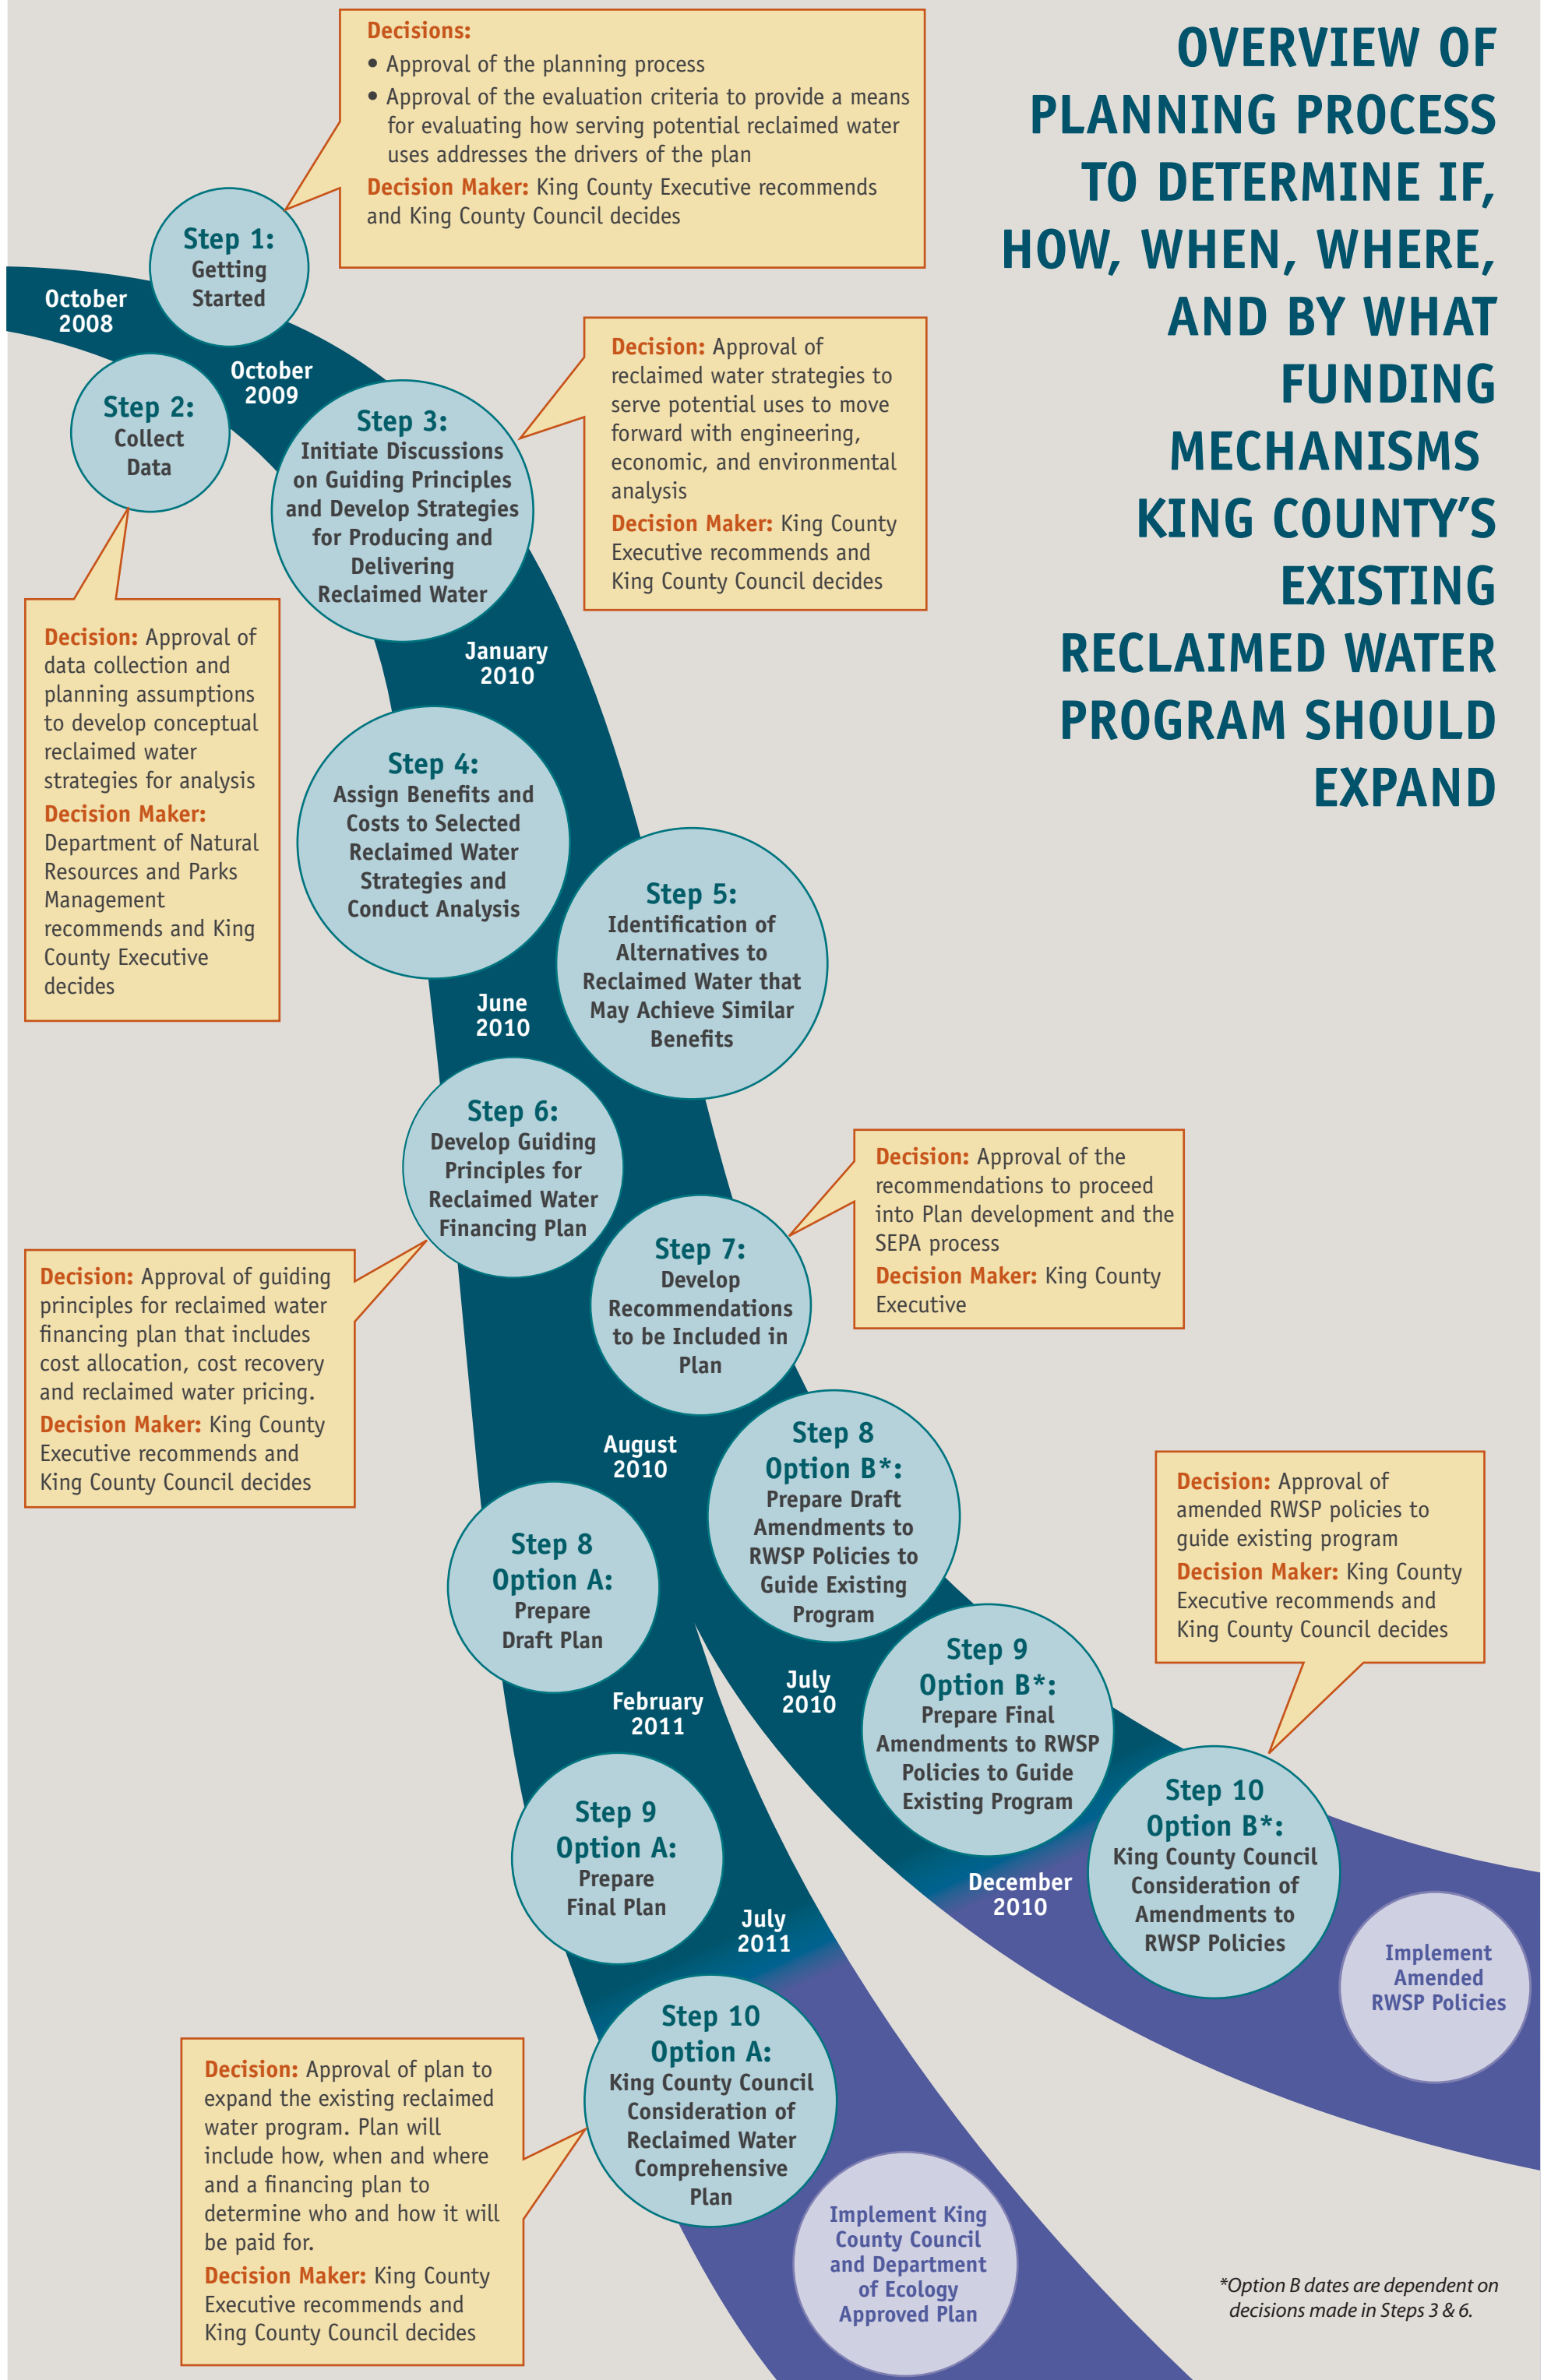 OVERVIEW OF
PLANNING PROCESS
TO DETERMINE IF,
HOW, WHEN, WHERE,
AND BY WHAT
FUNDING
MECHANISMS
KING COUNTY’S
EXISTING
RECLAIMED WATER
PROGRAM SHOULD
EXPAND
Decisions:
• Approval of the planning process
• Approval of the evaluation criteria to provide a means
for evaluating how serving potential reclaimed water
uses addresses the drivers of the plan
Decision Maker: King County Executive recommends
and King County Council decides
Step 1:
Getting
Started
October
2008
October
2009
Step 2:
Collect
Data
Decision: Approval of
data collection and
planning assumptions
to develop conceptual
reclaimed water
strategies for analysis
Decision Maker:
Department of Natural
Resources and Parks
Management
recommends and King
County Executive
decides
Step 3:
Initiate Discussions
on Guiding Principles
and Develop Strategies
for Producing and
Delivering
Reclaimed Water
Decision: Approval of
reclaimed water strategies to
serve potential uses to move
forward with engineering,
economic, and environmental
analysis
Decision Maker: King County
Executive recommends and
King County Council decides
January
2010
Step 4:
Assign Benefits and
Costs to Selected
Reclaimed Water
Strategies and
Conduct Analysis
Step 5:
Identification of
Alternatives to
Reclaimed Water that
May Achieve Similar
Benefits
June
2010
Step 6:
Develop Guiding
Principles for
Reclaimed Water
Financing Plan
Decision: Approval of guiding
principles for reclaimed water
financing plan that includes
cost allocation, cost recovery
and reclaimed water pricing.
Decision Maker: King County
Executive recommends and
King County Council decides
Step 7:
Develop
Recommendations
to be Included in
Plan
Decision: Approval of the
recommendations to proceed
into Plan development and the
SEPA process
Decision Maker: King County
Executive
August
2010
Step 8
Option A:
Prepare
Draft Plan
Step 8
Option B*:
Prepare Draft
Amendments to
RWSP Policies to
Guide Existing
Program
February
2011
July
2010
Step 9
Option A:
Prepare
Final Plan
Step 9
Option B*:
Prepare Final
Amendments to RWSP
Policies to Guide
Existing Program
July
2011
December
2010
Step 10
Option B*:
King County Council
Consideration of
Amendments to
RWSP Policies
Decision: Approval of
amended RWSP policies to
guide existing program
Decision Maker: King County
Executive recommends and
King County Council decides
Implement
Amended
RWSP Policies
Step 10
Option A:
King County Council
Consideration of
Reclaimed Water
Comprehensive
Plan
Decision: Approval of plan to
expand the existing reclaimed
water program. Plan will
include how, when and where
and a financing plan to
determine who and how it will
be paid for.
Decision Maker: King County
Executive recommends and
King County Council decides
Implement King
County Council
and Department
of Ecology
Approved Plan
*Option B dates are dependent on
decisions made in Steps 3 & 6.